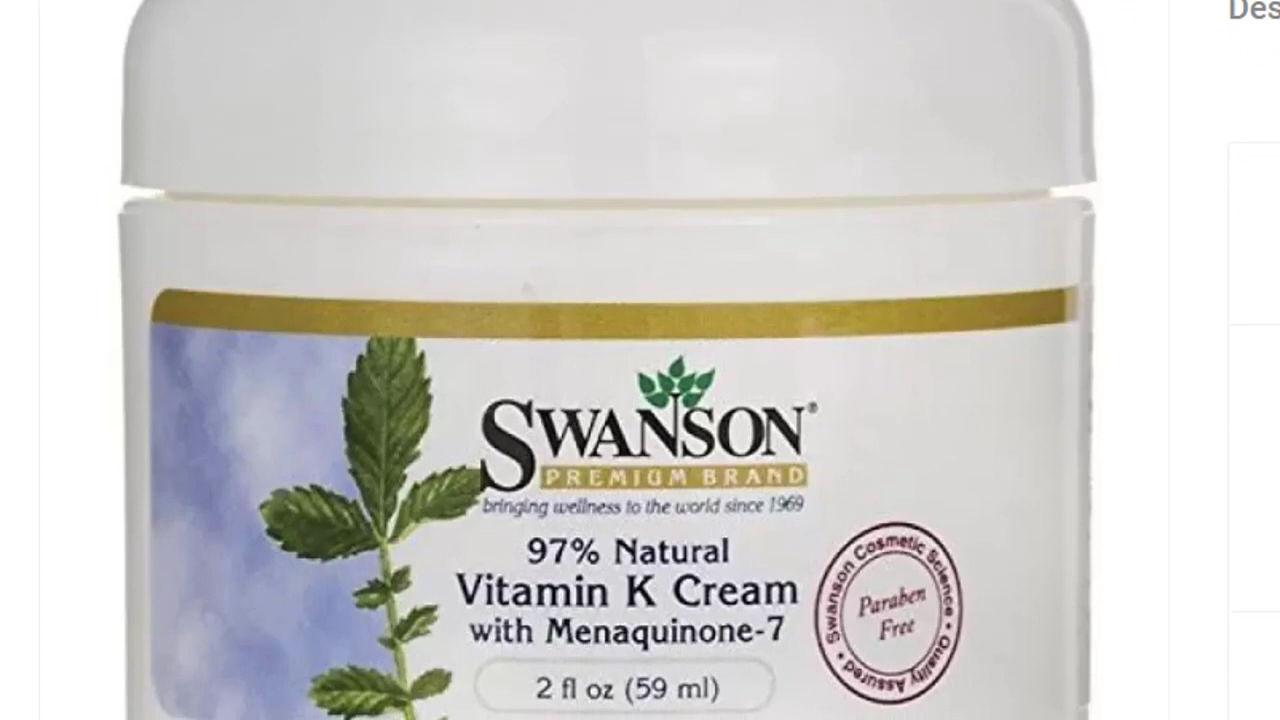 Des
SWANSON®
PREMIUM BRAND
bringing wellness to the world since 1969
97% Natural
Vitamin K Cream
with Menaquinone-7
2 fl oz (59 ml)
Swanson Cosmetic Science • Quality Assured •
Paraben
Free